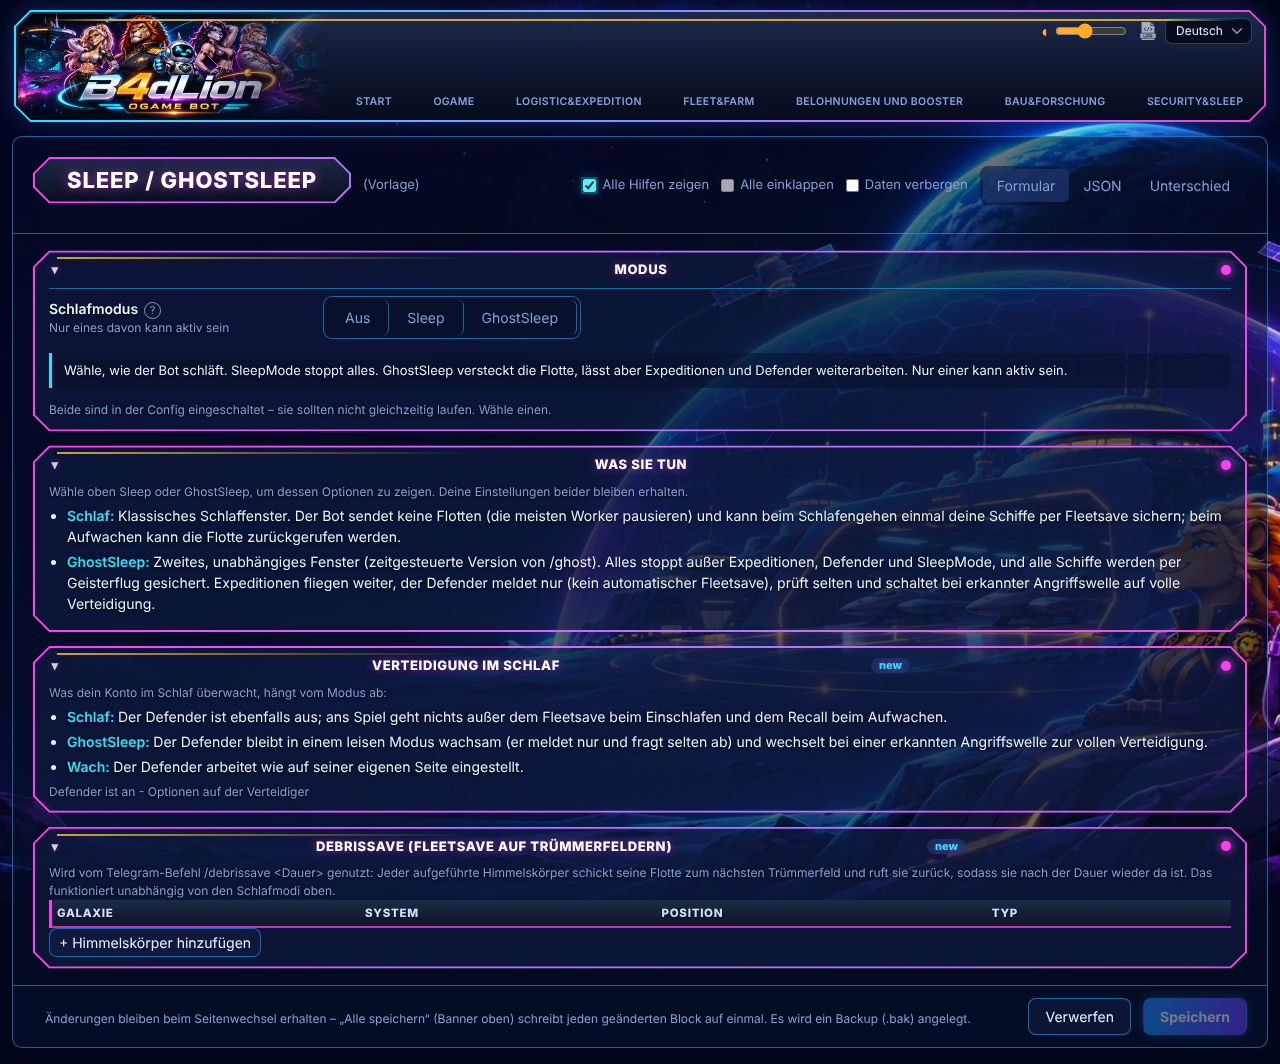 B4dLion
OGAME BOT
Deutsch
START OGAME LOGISTIC&EXPEDITION FLEET&FARM BELOHNUNGEN UND BOOSTER BAU&FORSCHUNG SECURITY&SLEEP
SLEEP / GHOSTSLEEP (Vorlage) Alle Hilfen zeigen Alle einklappen Daten verbergen Formular JSON Unterschied
▼ MODUS
Schlafmodus ? Aus Sleep GhostSleep
Nur eines davon kann aktiv sein
Wähle, wie der Bot schläft. SleepMode stoppt alles. GhostSleep versteckt die Flotte, lässt aber Expeditionen und Defender weiterarbeiten. Nur einer kann aktiv sein.
Beide sind in der Config eingeschaltet – sie sollten nicht gleichzeitig laufen. Wähle einen.
▼ WAS SIE TUN
Wähle oben Sleep oder GhostSleep, um dessen Optionen zu zeigen. Deine Einstellungen beider bleiben erhalten.
• Schlaf: Klassisches Schlaffenster. Der Bot sendet keine Flotten (die meisten Worker pausieren) und kann beim Schlafengehen einmal deine Schiffe per Fleetsave sichern; beim
Aufwachen kann die Flotte zurückgerufen werden.
• GhostSleep: Zweites, unabhängiges Fenster (zeitgesteuerte Version von /ghost). Alles stoppt außer Expeditionen, Defender und SleepMode, und alle Schiffe werden per
Geisterflug gesichert. Expeditionen fliegen weiter, der Defender meldet nur (kein automatischer Fleetsave), prüft selten und schaltet bei erkannter Angriffswelle auf volle
Verteidigung.
▼ VERTEIDIGUNG IM SCHLAF new
Was dein Konto im Schlaf überwacht, hängt vom Modus ab:
• Schlaf: Der Defender ist ebenfalls aus; ans Spiel geht nichts außer dem Fleetsave beim Einschlafen und dem Recall beim Aufwachen.
• GhostSleep: Der Defender bleibt in einem leisen Modus wachsam (er meldet nur und fragt selten ab) und wechselt bei einer erkannten Angriffswelle zur vollen Verteidigung.
• Wach: Der Defender arbeitet wie auf seiner eigenen Seite eingestellt.
Defender ist an - Optionen auf der Verteidiger
▼ DEBRISSAVE (FLEETSAVE AUF TRÜMMERFELDERN) new
Wird vom Telegram-Befehl /debrissave <Dauer> genutzt: Jeder aufgeführte Himmelskörper schickt seine Flotte zum nächsten Trümmerfeld und ruft sie zurück, sodass sie nach der Dauer wieder da ist. Das
funktioniert unabhängig von den Schlafmodi oben.
GALAXIE SYSTEM POSITION TYP
+ Himmelskörper hinzufügen
Änderungen bleiben beim Seitenwechsel erhalten – „Alle speichern“ (Banner oben) schreibt jeden geänderten Block auf einmal. Es wird ein Backup (.bak) angelegt. Verwerfen Speichern